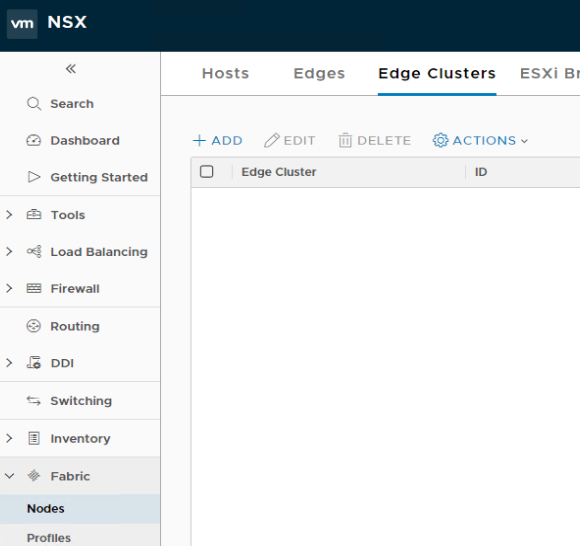 vm NSX
«
Search
Dashboard
Getting Started
Tools
Load Balancing
Firewall
Routing
DDI
Switching
Inventory
Fabric
Nodes
Profiles
Hosts Edges Edge Clusters ESXi Br
+ ADD EDIT DELETE ACTIONS
Edge Cluster ID